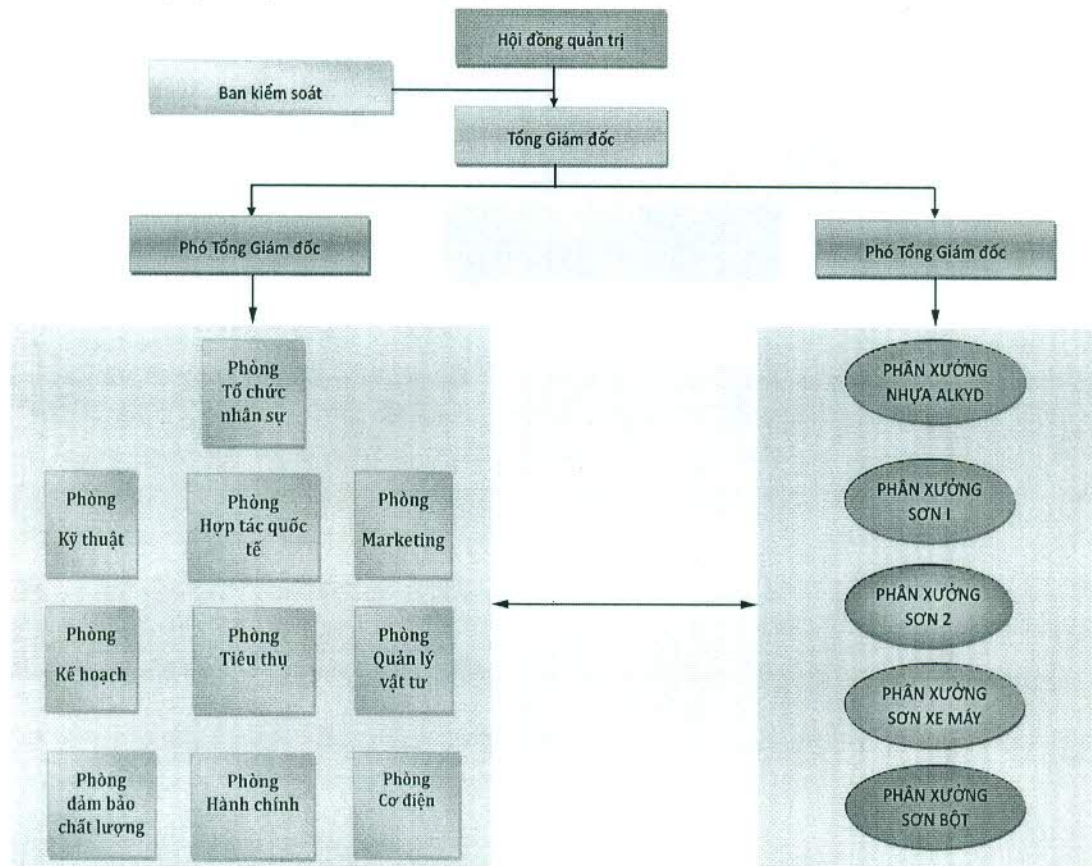 Hội đồng quản trị
Ban kiểm soát
Tổng Giám đốc
Phó Tổng Giám đốc
Phó Tổng Giám đốc
Phòng
Tổ chức
nhân sự
Phòng
Kỹ thuật
Phòng
Hợp tác quốc
tế
Phòng
Marketing
Phòng
Kế hoạch
Phòng
Tiêu thụ
Phòng
Quản lý
vật tư
Phòng
đảm bảo
chất lượng
Phòng
Hành chính
Phòng
Cơ điện
PHÂN XƯỞNG
NHỰA ALKYD
PHÂN XƯỞNG
SƠN I
PHÂN XƯỞNG
SƠN 2
PHÂN XƯỞNG
SƠN XE MÁY
PHÂN XƯỞNG
SƠN BỘT